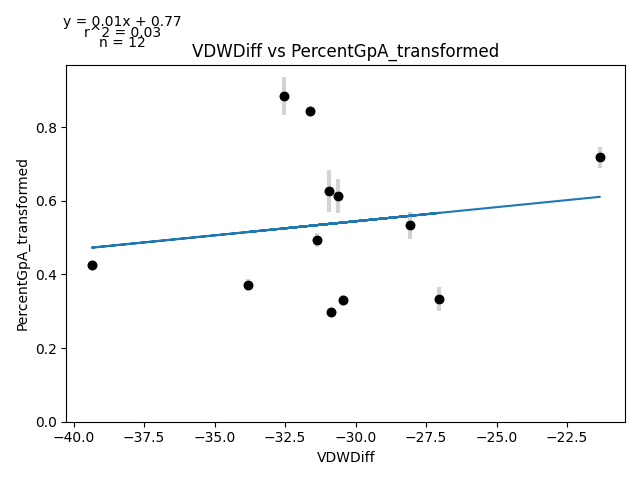 y = 0.01x + 0.77
r^2 = 0.03
n = 12
VDWDiff vs PercentGpA_transformed
PercentGpA_transformed
0.8
0.6
0.4
0.2
0.0
−40.0 −37.5 −35.0 −32.5 −30.0 −27.5 −25.0 −22.5
VDWDiff